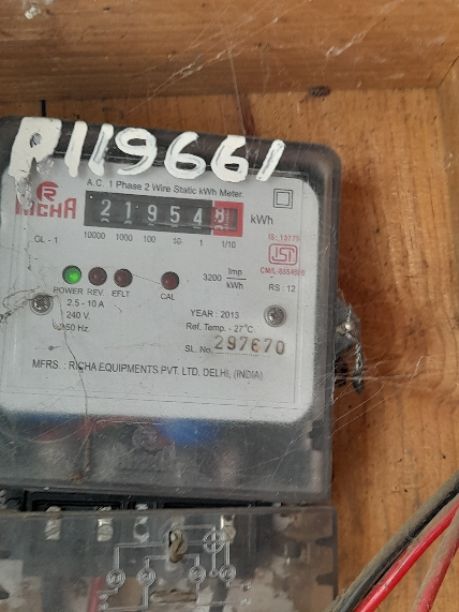 P119661
A.C. 1 Phase 2 Wire Static kWh Meter.
R
RICHA
21954
kWh
10000 1000 100 10 1 1/10
CL - 1
IS: 13779
ISI
RS : 12
3200 Imp/kWh
POWER REV. EFLT CAL
2.5 - 10 A
240 V.
50 Hz.
YEAR : 2013
Ref. Temp. - 27°C.
SL. No. 297670
MFRS. : RICHA EQUIPMENTS PVT. LTD. DELHI, (INDIA)